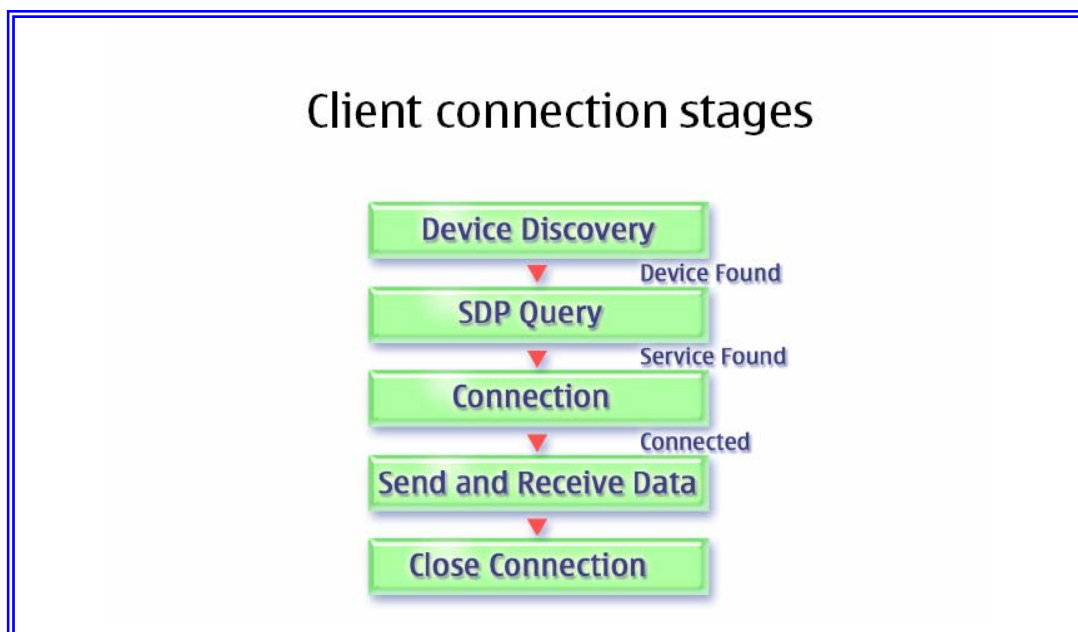 Client connection stages
Device Discovery
Device Found
SDP Query
Service Found
Connection
Connected
Send and Receive Data
Close Connection